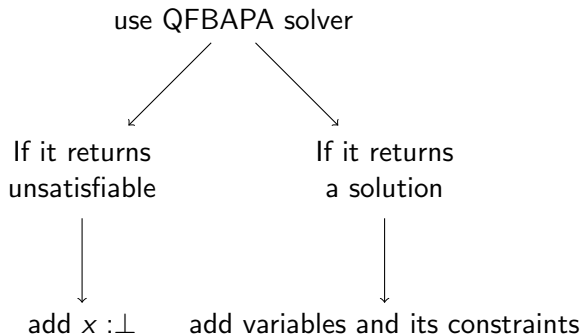 use QFBAPA solver
If it returns
unsatisfiable
If it returns
a solution
add x :⊥
add variables and its constraints